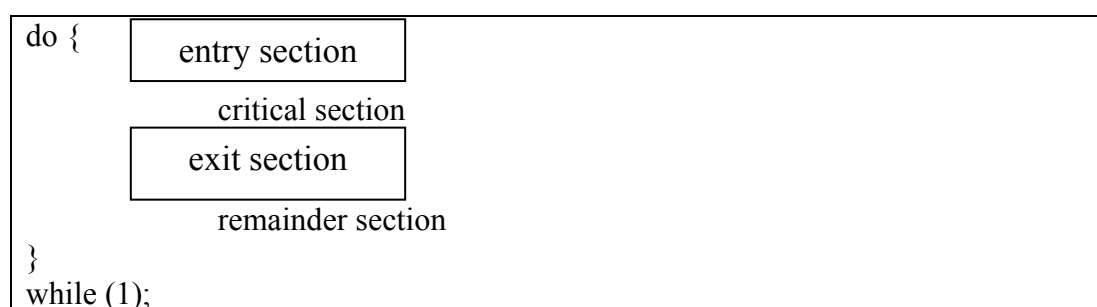 do {
entry section
critical section
exit section
remainder section
}
while (1);